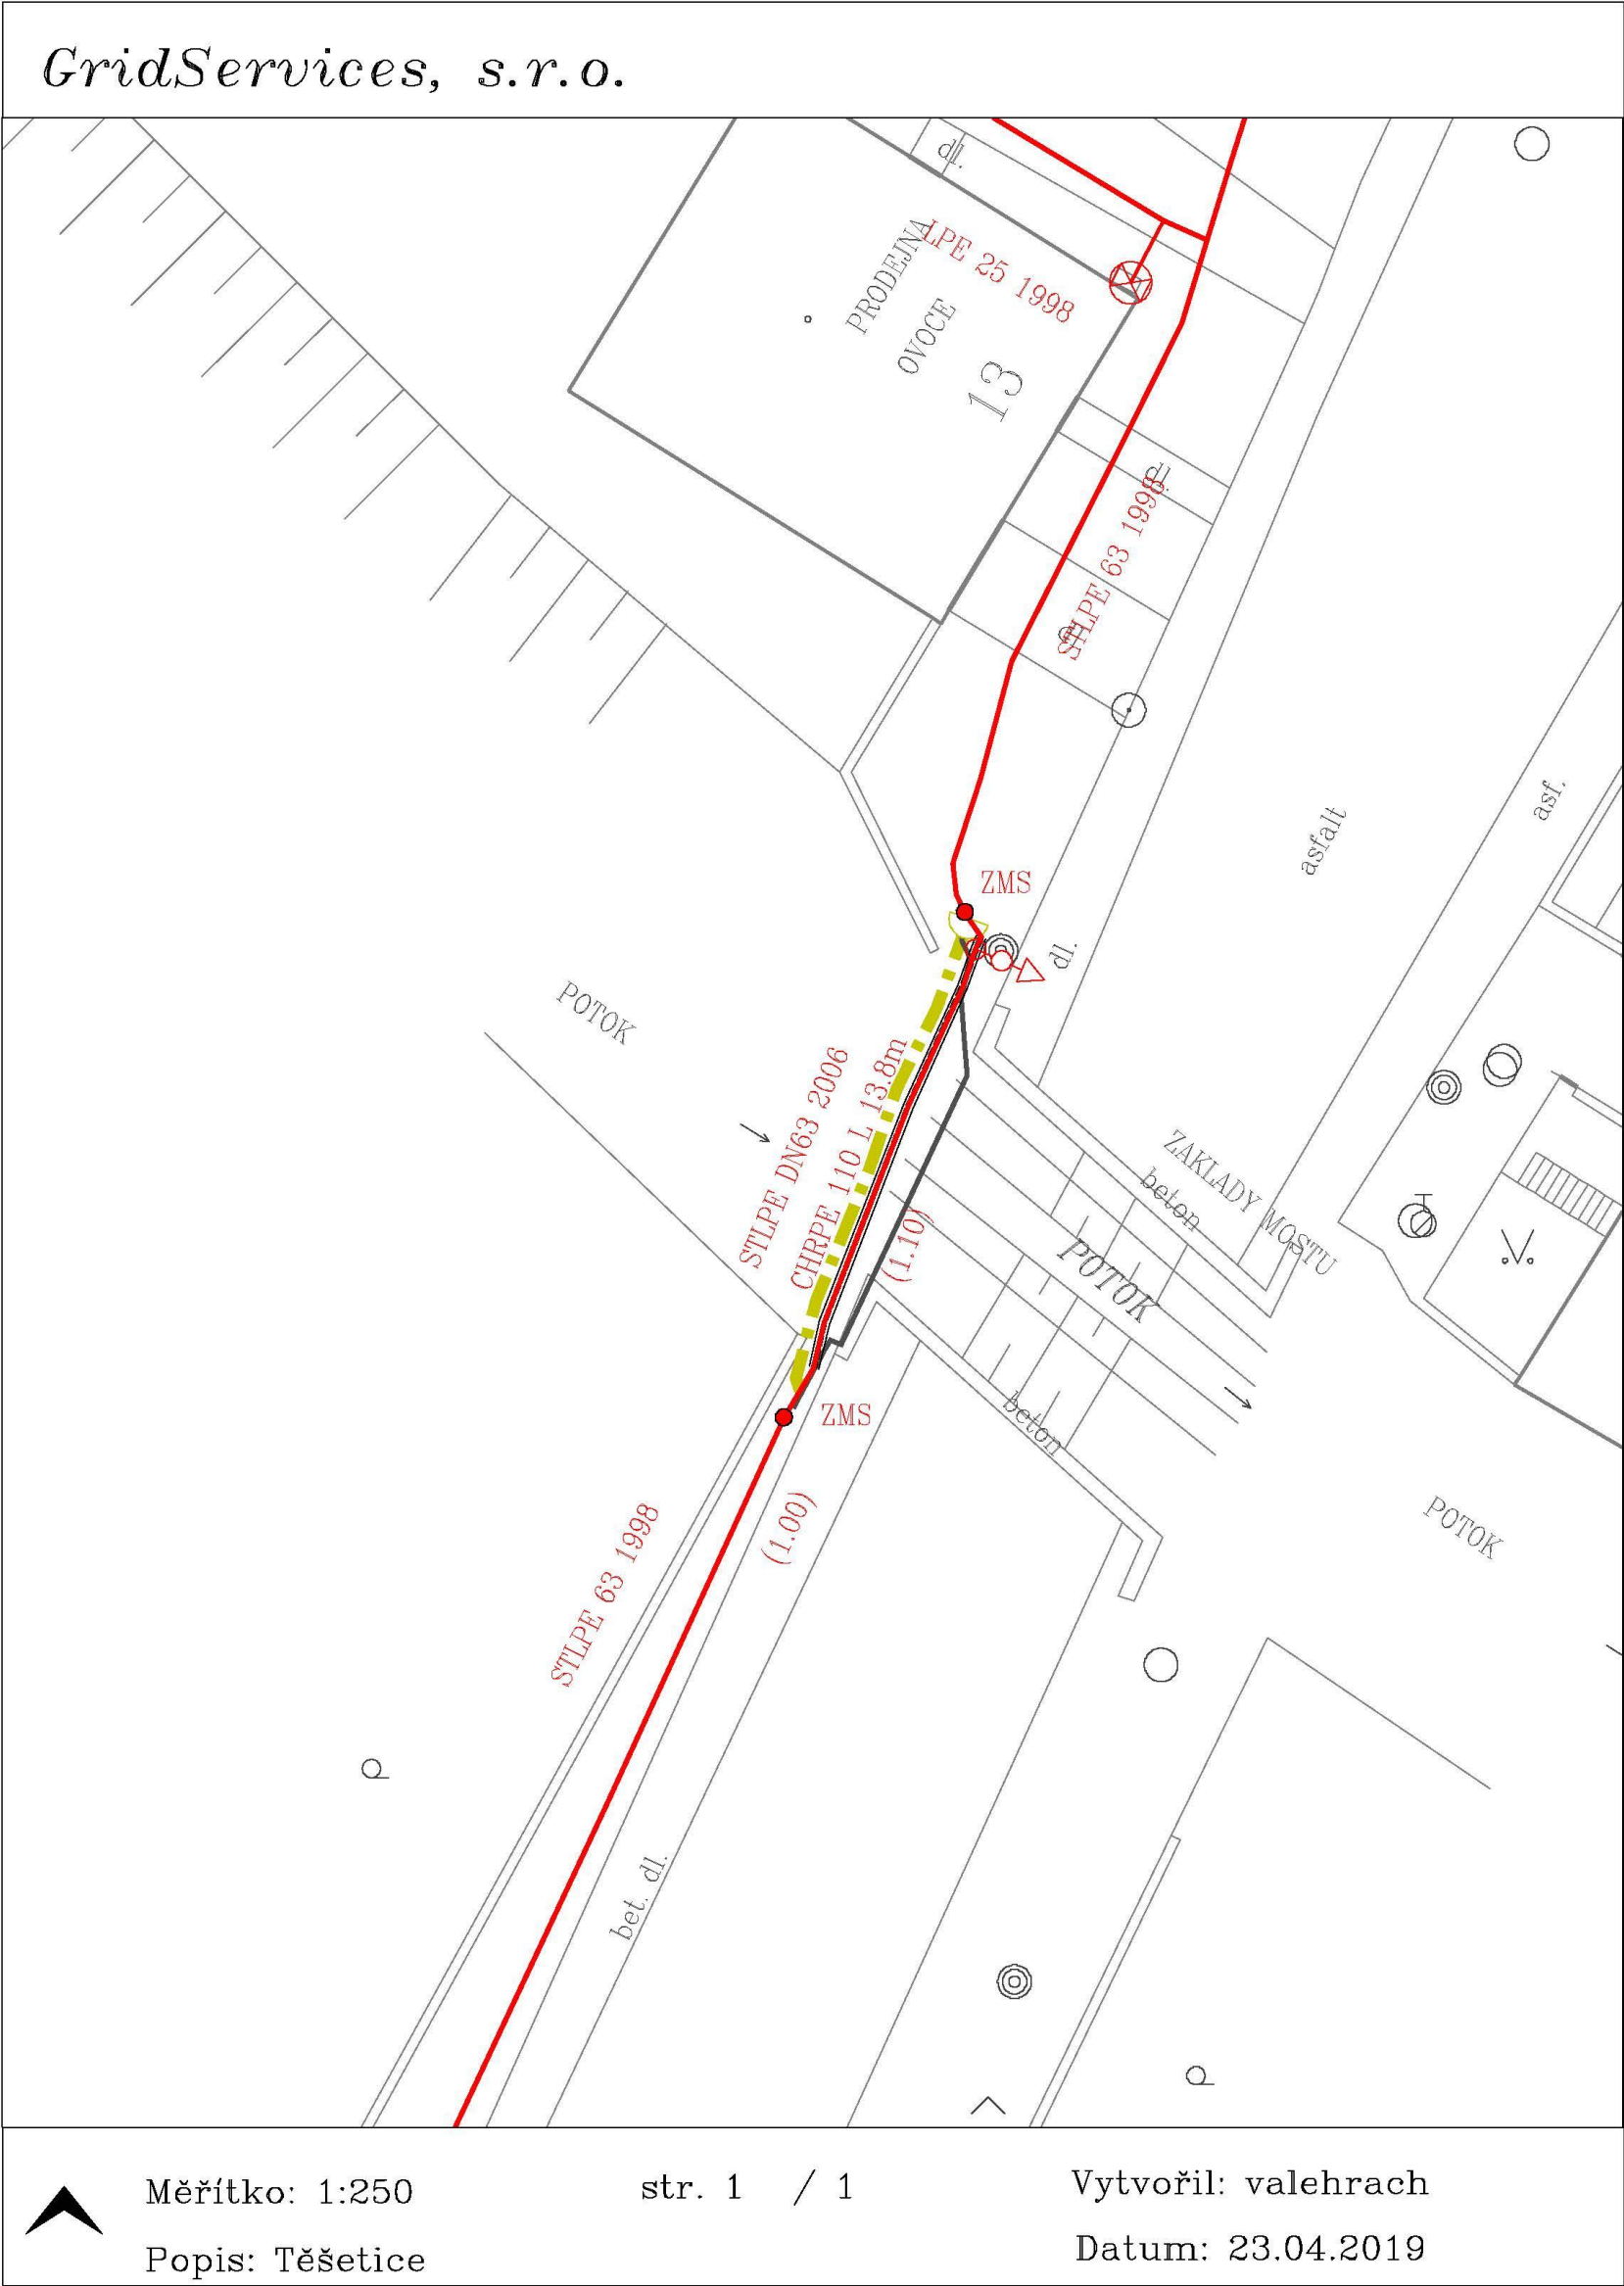 GridServices, s.r.o.
dl.
PRODEJNA
OVOCE
LPE 25 1998
13
dl.
STLPE 63 1998
asf.
asfalt
ZMS
dl.
POTOK
STLPE DN63 2006
CHRPE 110 L 13.8m
(1.10)
ZAKLADY MOSTU
beton
POTOK
beton
ZMS
(1.00)
STLPE 63 1998
POTOK
bet. dl.
Měřítko: 1:250
str. 1 / 1
Vytvořil: valehrach
Popis: Těšetice
Datum: 23.04.2019